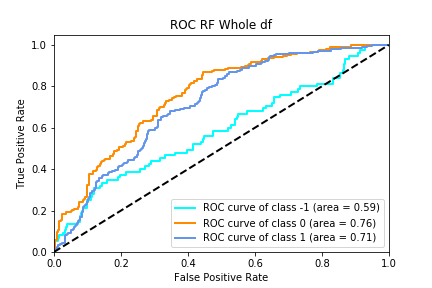 ROC RF Whole df
1.0
0.8
0.6
0.4
0.2
0.0
True Positive Rate
ROC curve of class -1 (area = 0.59)
ROC curve of class 0 (area = 0.76)
ROC curve of class 1 (area = 0.71)
0.0 0.2 0.4 0.6 0.8 1.0
False Positive Rate